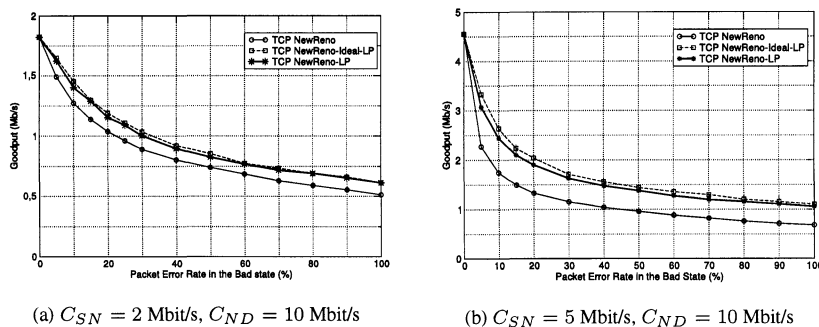 2
1,5
1
0,5
0
Goodput (Mb/s)
TCP NewReno
TCP NewReno-Ideal-LP
TCP NewReno-LP
0 20 40 60 80 100
Packet Error Rate in the Bad state (%)
(a) C_SN = 2 Mbit/s, C_ND = 10 Mbit/s
5
4
3
2
1
0
Goodput (Mb/s)
TCP NewReno
TCP NewReno-Ideal-LP
TCP NewReno-LP
0 10 20 30 40 50 60 70 80 90 100
Packet Error Rate in the Bad State (%)
(b) C_SN = 5 Mbit/s, C_ND = 10 Mbit/s